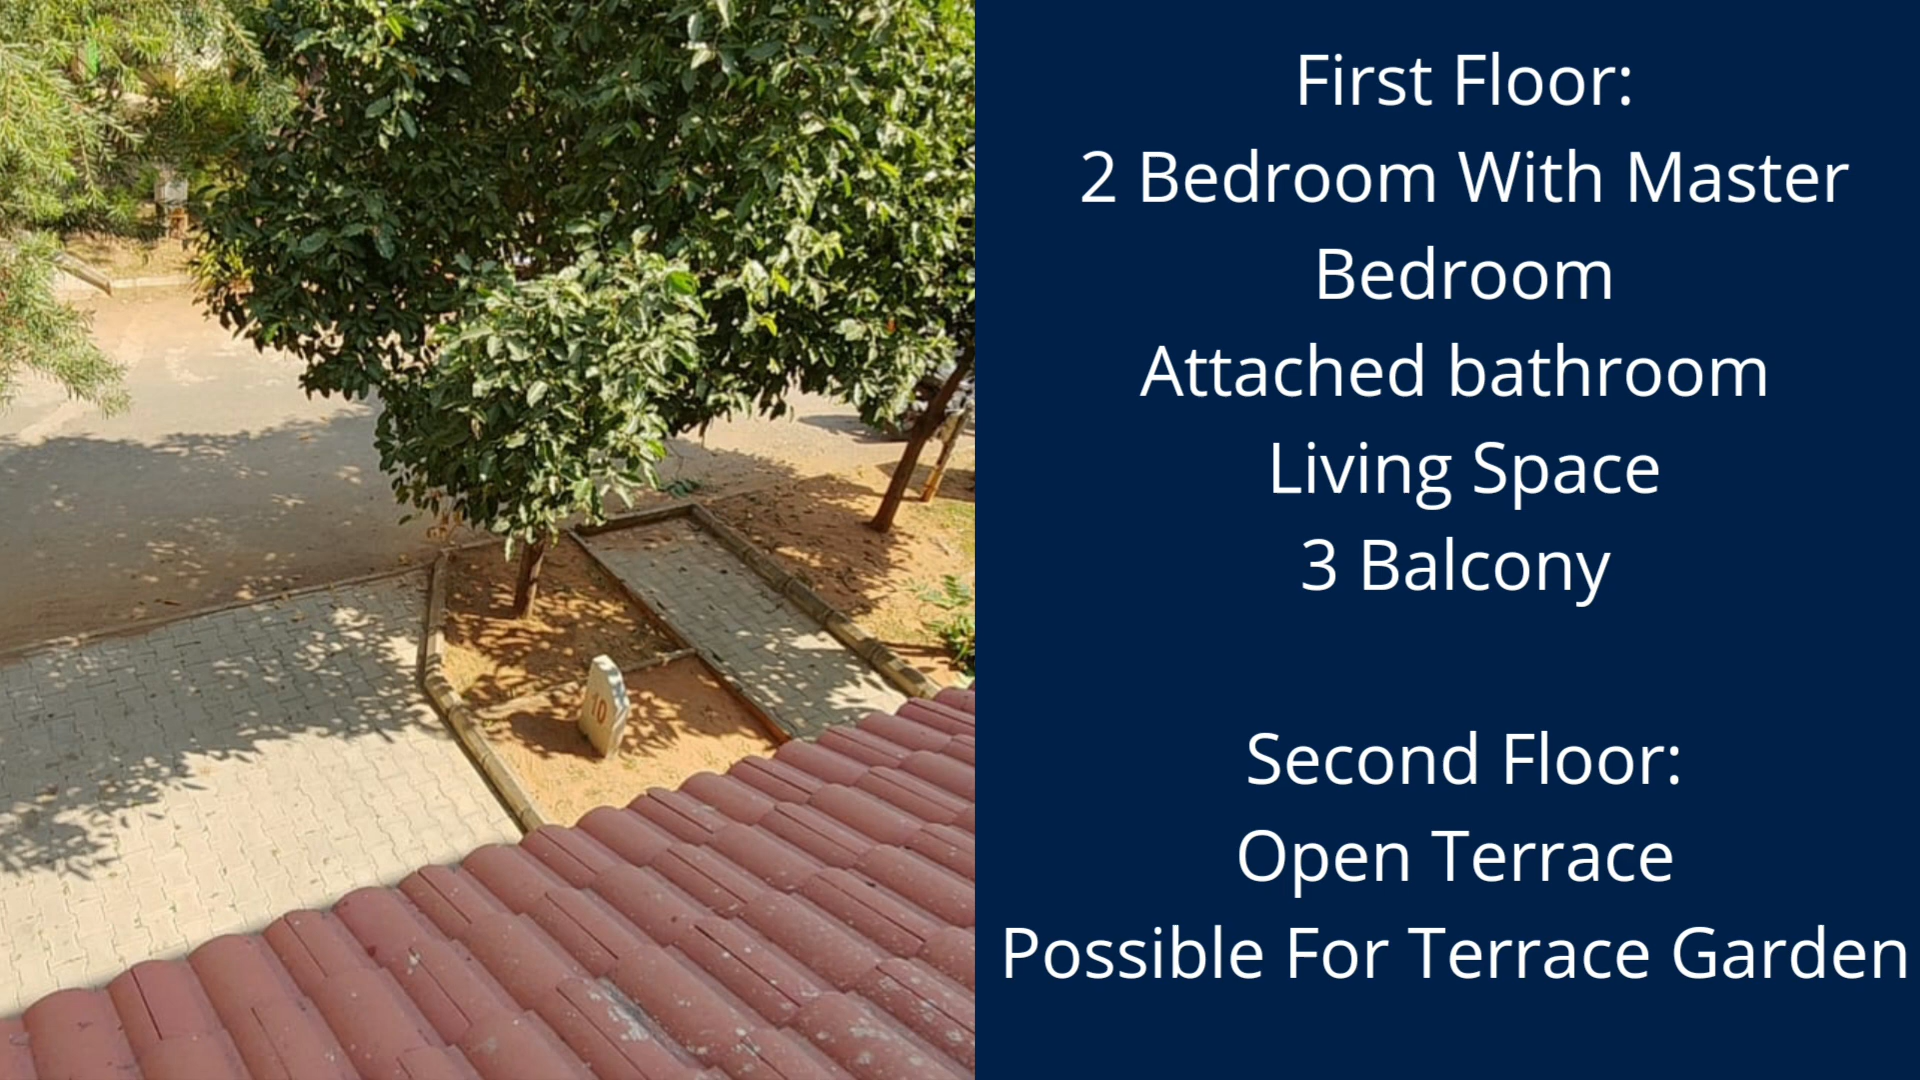 First Floor:
2 Bedroom With Master
Bedroom
Attached bathroom
Living Space
3 Balcony
Second Floor:
Open Terrace
Possible For Terrace Garden
10